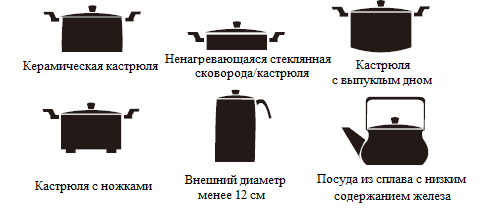 Керамическая кастрюля
Ненагревающаяся стеклянная
сковорода/кастрюля
Кастрюля
с выпуклым дном
Кастрюля с ножками
Внешний диаметр
менее 12 см
Посуда из сплава с низким
содержанием железа